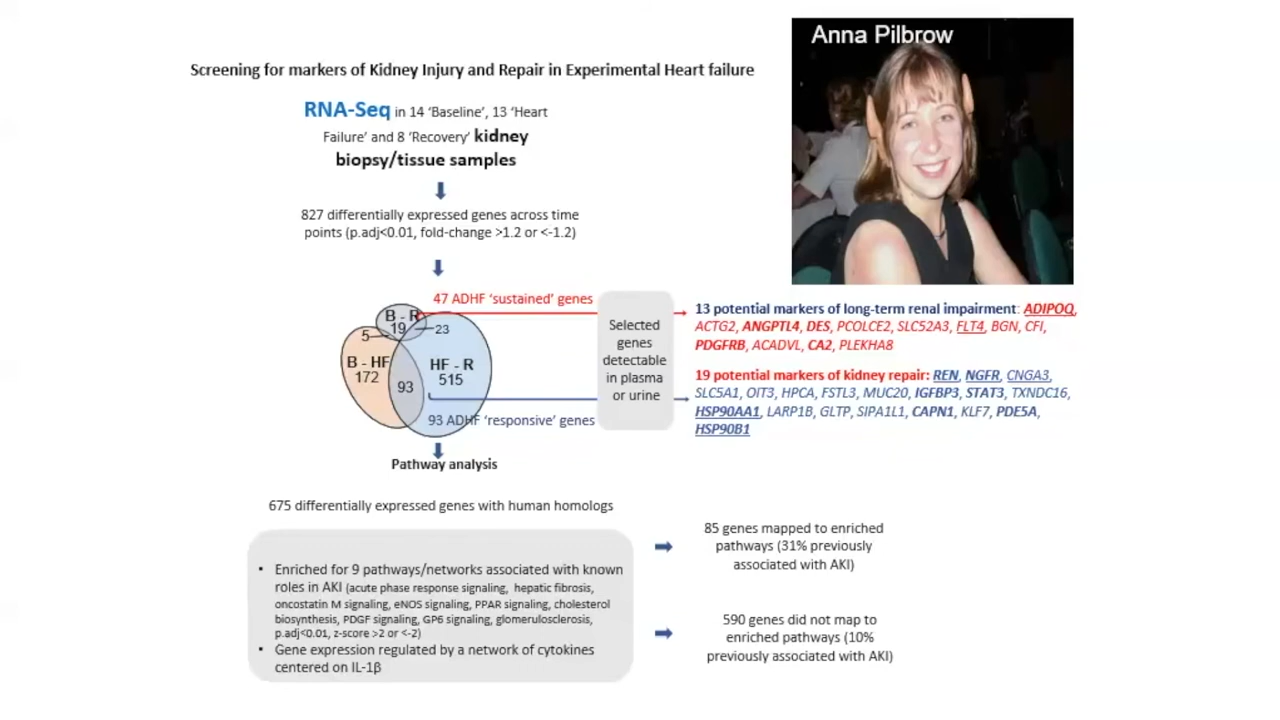 Anna Pilbrow
Screening for markers of Kidney Injury and Repair in Experimental Heart failure
RNA-Seq in 14 ‘Baseline’, 13 ‘Heart
Failure’ and 8 ‘Recovery’ kidney
biopsy/tissue samples
827 differentially expressed genes across time
points (p.adj<0.01, fold-change >1.2 or <-1.2)
47 ADHF ‘sustained’ genes
B - R
19
23
5
B - HF
172
93
HF - R
515
93 ADHF ‘responsive’ genes
Selected
genes
detectable
in plasma
or urine
13 potential markers of long-term renal impairment: ADIPOQ,
ACTG2, ANGPTL4, DES, PCOLCE2, SLC52A3, FLT4, BGN, CFI,
PDGFRB, ACADVL, CA2, PLEKHA8
19 potential markers of kidney repair: REN, NGFR, CNGA3,
SLC5A1, OIT3, HPCA, FSTL3, MUC20, IGFBP3, STAT3, TXNDC16,
HSP90AA1, LARP1B, GLTP, SIPA1L1, CAPN1, KLF7, PDE5A,
HSP90B1
Pathway analysis
675 differentially expressed genes with human homologs
• Enriched for 9 pathways/networks associated with known
roles in AKI (acute phase response signaling, hepatic fibrosis,
oncostatin M signaling, eNOS signaling, PPAR signaling, cholesterol
biosynthesis, PDGF signaling, GP6 signaling, glomerulosclerosis,
p.adj<0.01, z-score >2 or <-2)
• Gene expression regulated by a network of cytokines
centered on IL-1β
85 genes mapped to enriched
pathways (31% previously
associated with AKI)
590 genes did not map to
enriched pathways (10%
previously associated with AKI)